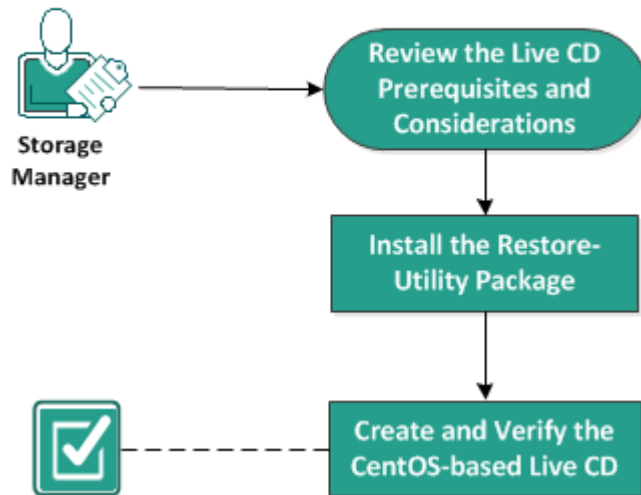 Storage
Manager
Review the Live CD
Prerequisites and
Considerations
Install the Restore-
Utility Package
Create and Verify the
CentOS-based Live CD